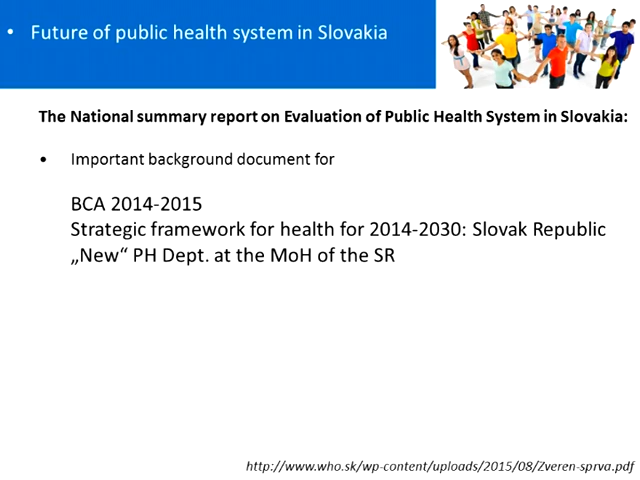 • Future of public health system in Slovakia
The National summary report on Evaluation of Public Health System in Slovakia:
• Important background document for
BCA 2014-2015
Strategic framework for health for 2014-2030: Slovak Republic
„New“ PH Dept. at the MoH of the SR
http://www.who.sk/wp-content/uploads/2015/08/Zveren-sprva.pdf